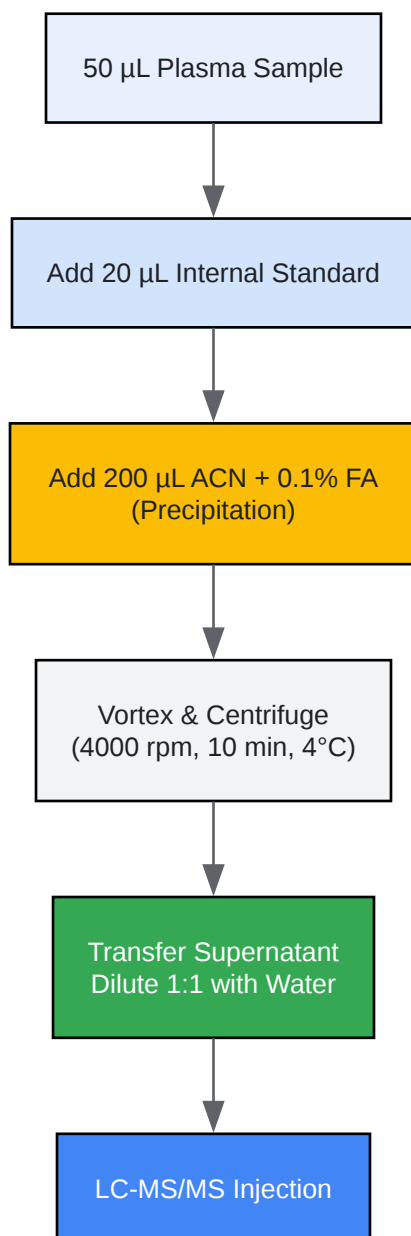 50 µL Plasma Sample
Add 20 µL Internal Standard
Add 200 µL ACN + 0.1% FA
(Precipitation)
Vortex & Centrifuge
(4000 rpm, 10 min, 4°C)
Transfer Supernatant
Dilute 1:1 with Water
LC-MS/MS Injection